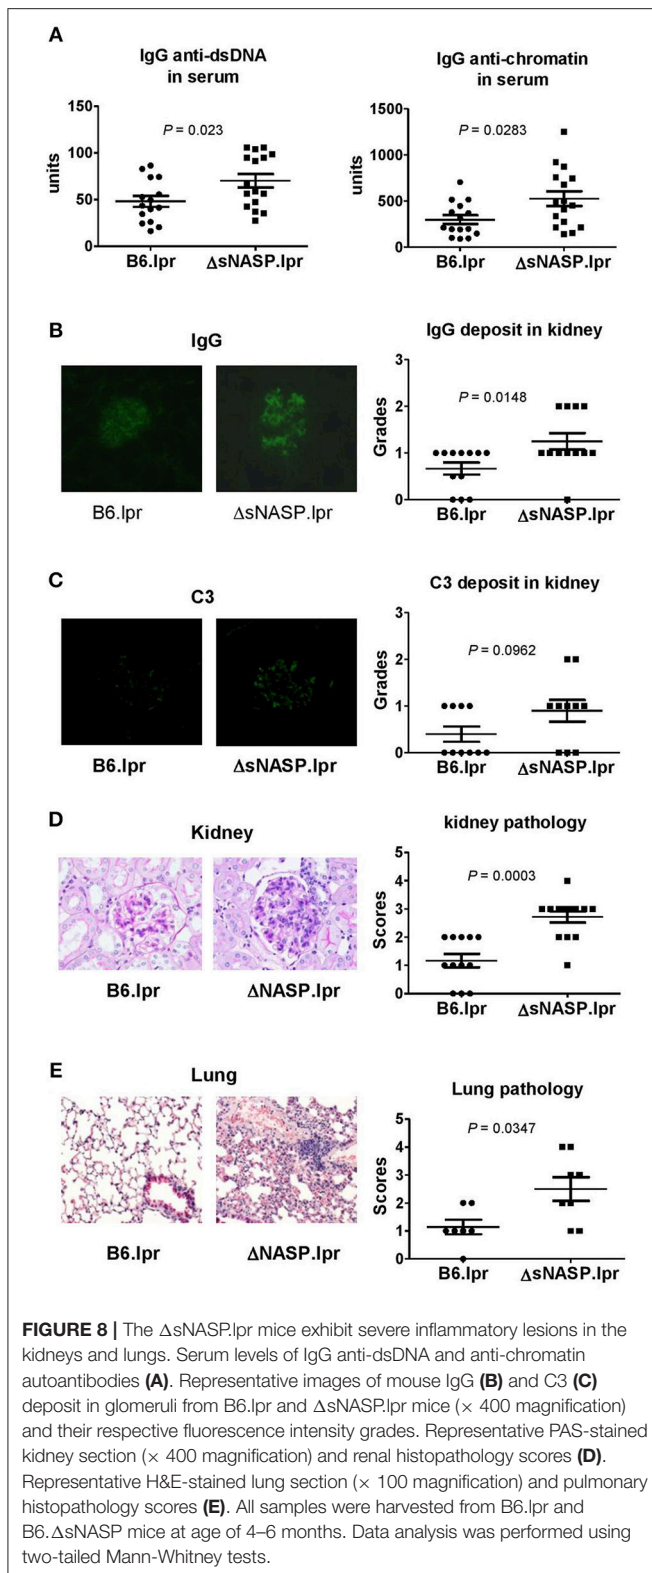 A
IgG anti-dsDNA
in serum
IgG anti-chromatin
in serum
150
100
50
0
units
P = 0.023
B6.lpr
ΔsNASP.lpr
1500
1000
500
0
units
P = 0.0283
B6.lpr
ΔsNASP.lpr
B
IgG
B6.lpr
ΔsNASP.lpr
IgG deposit in kidney
3
2
1
0
Grades
P = 0.0148
B6.lpr
ΔsNASP.lpr
C
C3
B6.lpr
ΔsNASP.lpr
C3 deposit in kidney
3
2
1
0
Grades
P = 0.0962
B6.lpr
ΔsNASP.lpr
D
Kidney
B6.lpr
ΔNASP.lpr
kidney pathology
5
4
3
2
1
0
Scores
P = 0.0003
B6.lpr
ΔsNASP.lpr
E
Lung
B6.lpr
ΔNASP.lpr
Lung pathology
5
4
3
2
1
0
Scores
P = 0.0347
B6.lpr
ΔsNASP.lpr
FIGURE 8 | The ΔsNASP.lpr mice exhibit severe inflammatory lesions in the
kidneys and lungs. Serum levels of IgG anti-dsDNA and anti-chromatin
autoantibodies (A). Representative images of mouse IgG (B) and C3 (C)
deposit in glomeruli from B6.lpr and ΔsNASP.lpr mice (× 400 magnification)
and their respective fluorescence intensity grades. Representative PAS-stained
kidney section (× 400 magnification) and renal histopathology scores (D).
Representative H&E-stained lung section (× 100 magnification) and pulmonary
histopathology scores (E). All samples were harvested from B6.lpr and
B6.ΔsNASP mice at age of 4–6 months. Data analysis was performed using
two-tailed Mann-Whitney tests.